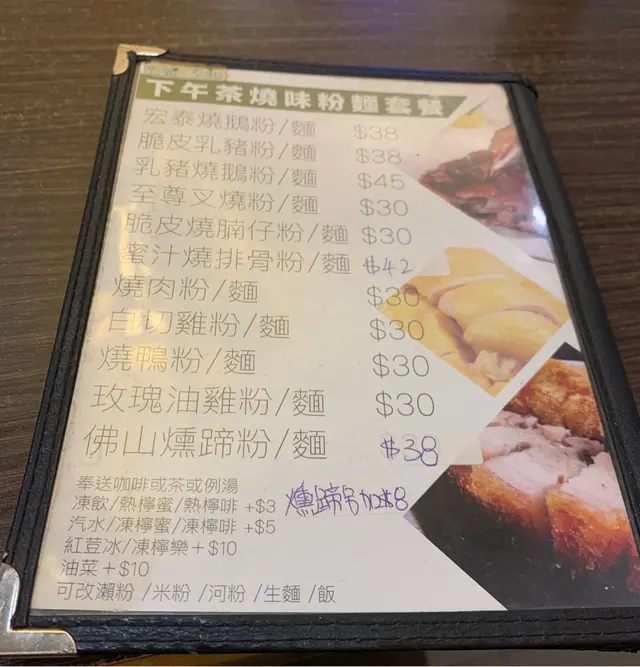 下午茶燒味粉麵套餐
宏泰燒鵝粉/麵 $38
脆皮乳豬粉/麵 $38
乳豬燒鵝粉/麵 $45
至尊叉燒粉/麵 $30
脆皮燒腩仔粉/麵 $30
蜜汁燒排骨粉/麵 $42
燒肉粉/麵 $30
白切雞粉/麵 $30
燒鴨粉/麵 $30
玫瑰油雞粉/麵 $30
佛山燻蹄粉/麵 $38
奉送咖啡或茶或例湯
凍飲/熱檸蜜/熱檸啡 +$3 燻蹄另加$8
汽水/凍檸蜜/凍檸啡 +$5
紅荳冰/凍檸樂 +$10
油菜 +$10
可改瀨粉 /米粉 /河粉 /生麵 /飯